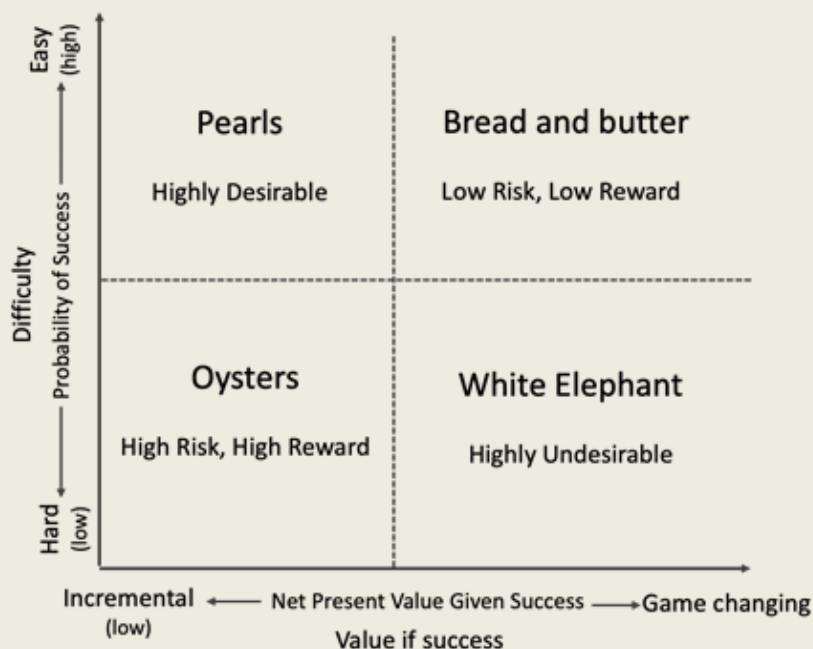 Easy
(high)
Pearls
Bread and butter
Highly Desirable
Low Risk, Low Reward
Difficulty
Probability of Success
Oysters
White Elephant
High Risk, High Reward
Highly Undesirable
Hard
(low)
Incremental
(low)
Net Present Value Given Success
Game changing
Value if success